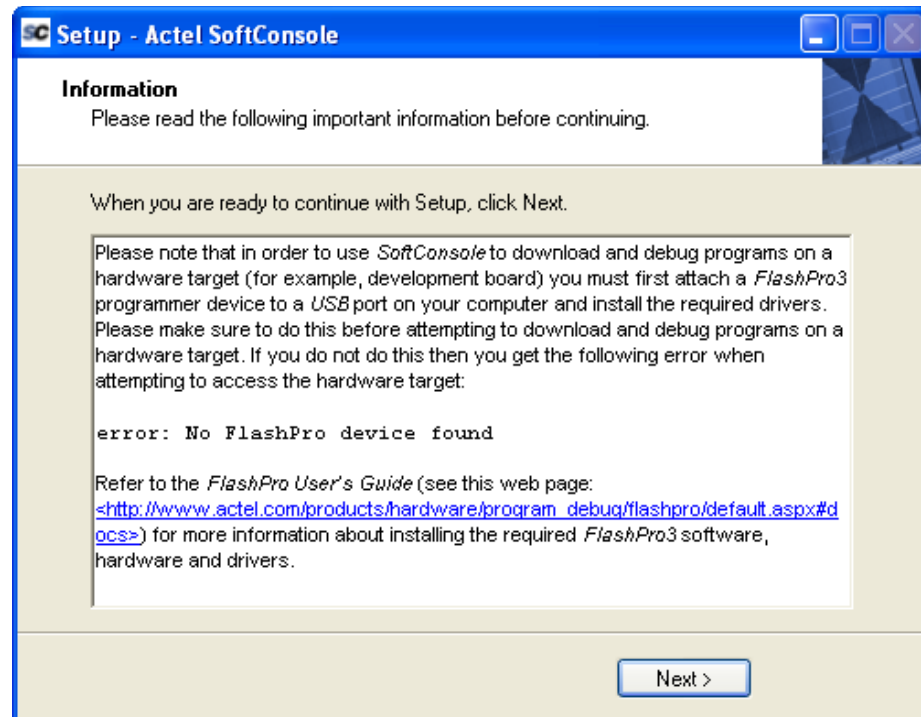 SC Setup - Actel SoftConsole
Information
Please read the following important information before continuing.
When you are ready to continue with Setup, click Next.
Please note that in order to use SoftConsole to download and debug programs on a
hardware target (for example, development board) you must first attach a FlashPro3
programmer device to a USB port on your computer and install the required drivers.
Please make sure to do this before attempting to download and debug programs on a
hardware target. If you do not do this then you get the following error when
attempting to access the hardware target:
error: No FlashPro device found
Refer to the FlashPro User's Guide (see this web page:
<http://www.actel.com/products/hardware/program_debug/flashpro/default.aspx#d
ocs>) for more information about installing the required FlashPro3 software,
hardware and drivers.
Next >